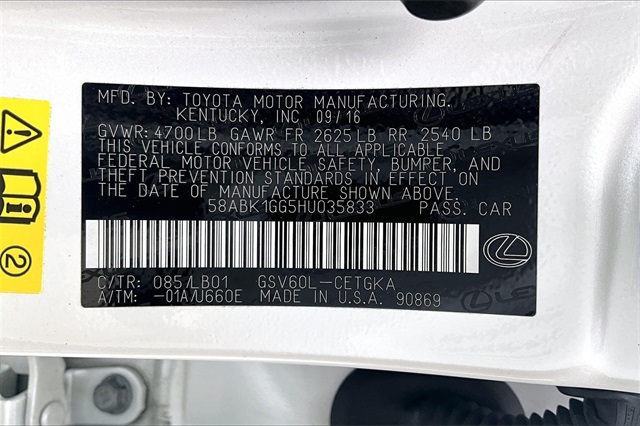 MFD. BY: TOYOTA MOTOR MANUFACTURING.
KENTUCKY, INC 09/16
GVWR: 4700LB GAWR FR 2625LB RR 2540 LB
THIS VEHICLE CONFORMS TO ALL APPLICABLE
FEDERAL MOTOR VEHICLE SAFETY, BUMPER, AND
THEFT PREVENTION STANDARDS IN EFFECT ON
THE DATE OF MANUFACTURE SHOWN ABOVE.
58ABK1GG5HU035833 PASS. CAR
C/TR: 085/LB01 GSV60L-CETGKA
A/TM: -01A/U660E MADE IN U.S.A. 90869
2